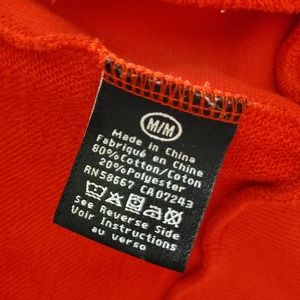 M/M
Made in China
Fabriqué en Chine
80%Cotton/Coton
20%Polyester
RN58667 CA07243
See Reverse Side
Voir Instructions
au verso